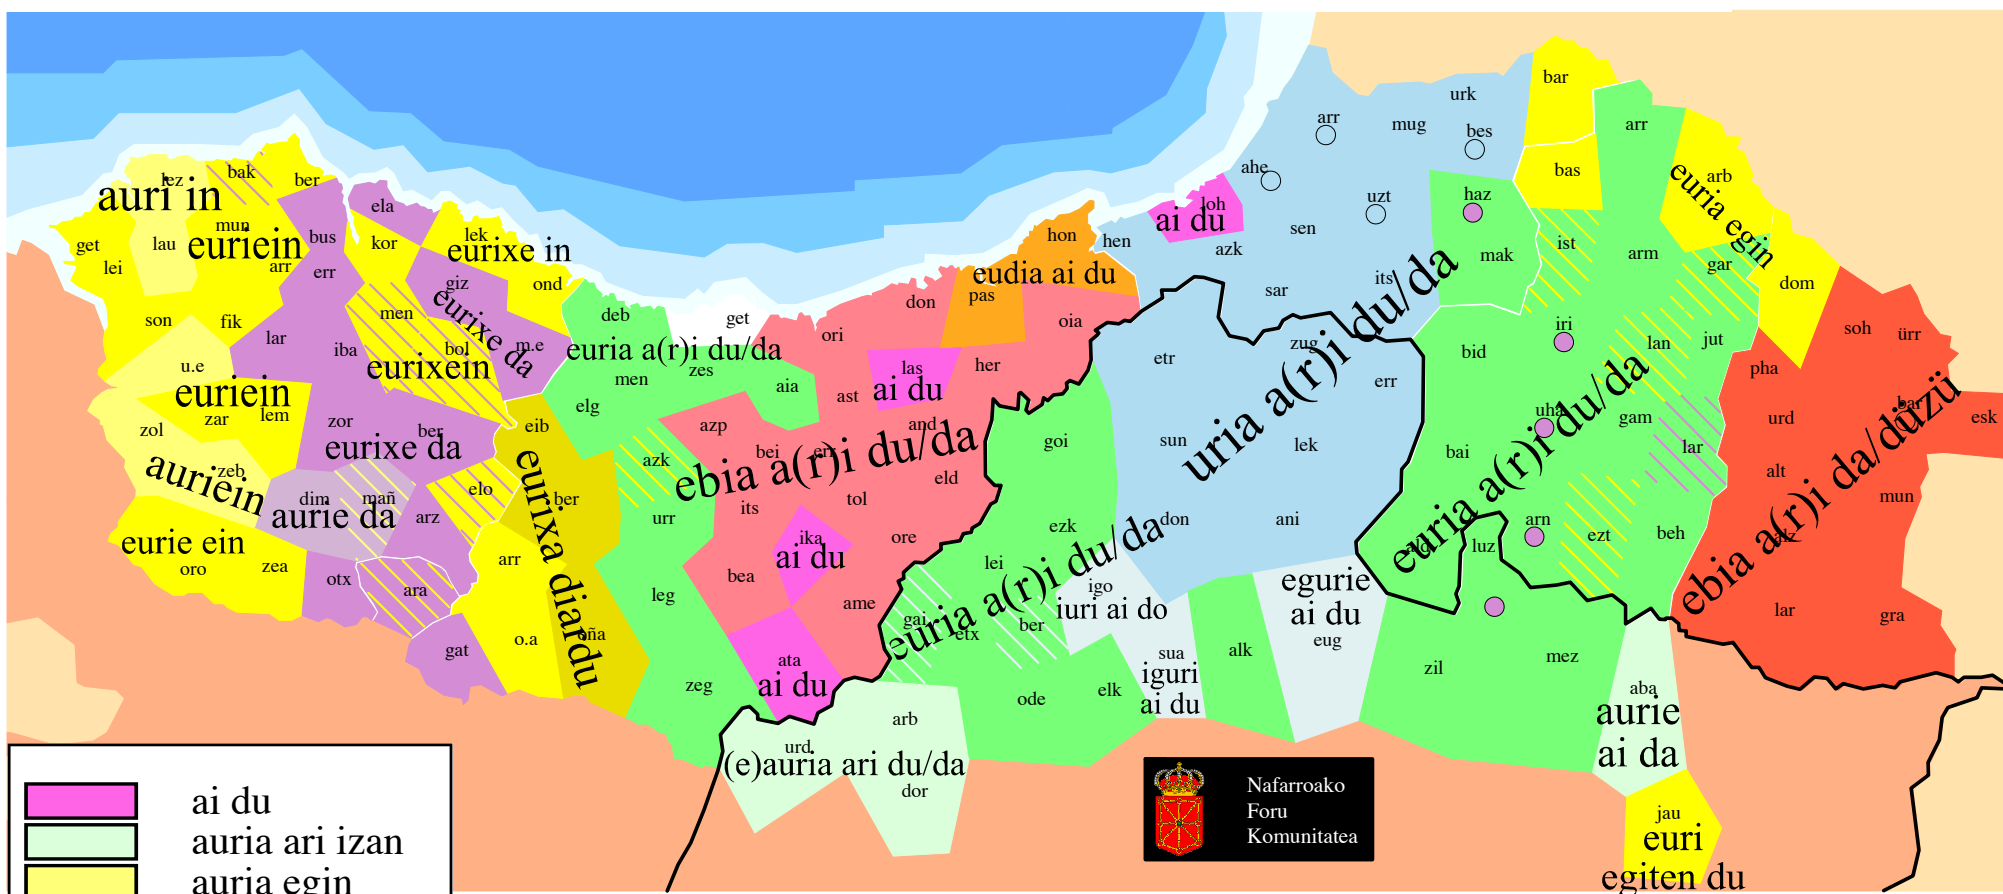 bar
urk
arr
mug
bes
arr
lez
bak
ber
auri in
ahe
arb
bas
haz
uzt
loh
ai du
ela
mun
get
lau
euriein
bus
kor
lek
eurixe in
lei
arr
err
giz
ond
hon
hen
eudia ai du
azk
sen
its
sar
mak
ist
arm
gar
euria egin
dom
son
fik
men
eurixe da
m.e
bol
deb
get
euria a(r)i du/da
don
pas
oia
ori
etr
zug
err
uria a(r)i du/da
bid
iri
lan
jut
soh
ürr
lar
iba
eurixein
u.e
euriein
zar
lem
zol
zor
ber
eurixe da
men
zes
elg
aia
ast
las
ai du
her
pha
urd
bar
esk
eib
azp
bei
err
and
ebia a(r)i du/da
azk
eld
goi
sun
lek
bai
uha
gam
lar
euria a(r)i du/da
alt
mun
ebia a(r)i da/düzü
zeb
auriein
dim
mañ
aurie da
arz
elo
ber
eurixa diardu
its
tol
urr
ika
ai du
ore
ezk
don
ani
ald
luz
arn
ezt
beh
alz
eurie ein
oro
zea
otx
ara
arr
leg
bea
ame
lei
euria a(r)i du/da
gai
etx
ber
igo
iuri ai do
egurie
ai du
eug
lar
gra
gat
o.a
oña
zeg
ata
ai du
ode
elk
sua
iguri
ai du
alk
zil
mez
aba
aurie
ai da
arb
urd
(e)auria ari du/da
dor
jau
euri
egiten du
Nafarroako
Foru
Komunitatea
ai du
auria ari izan
auria egin